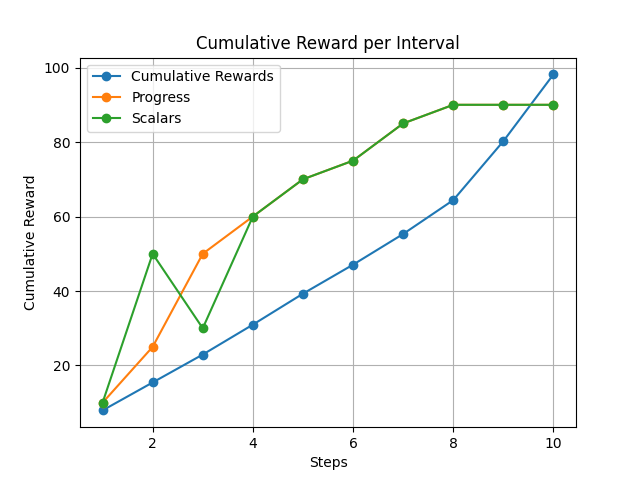 Cumulative Reward per Interval
Cumulative Rewards
Progress
Scalars
Cumulative Reward
100
80
60
40
20
2 4 6 8 10
Steps